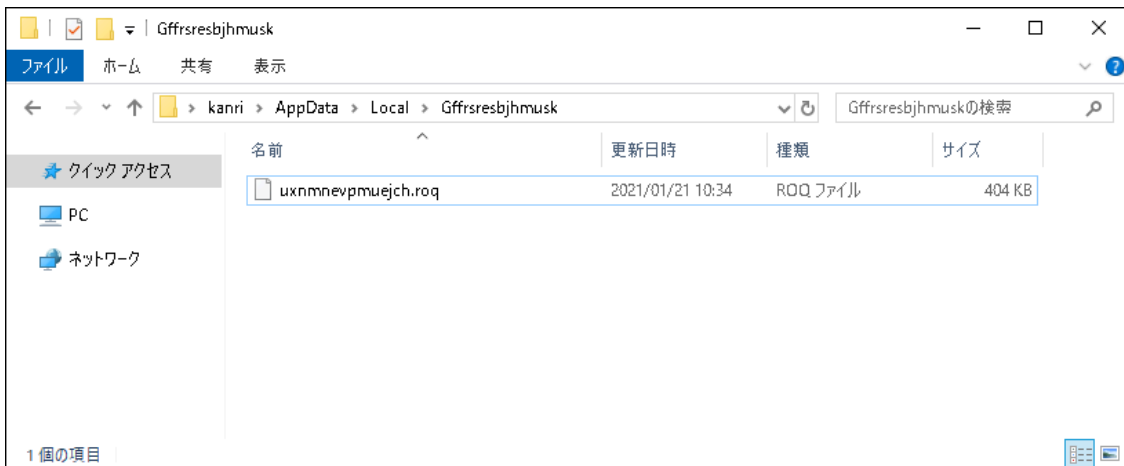 Gffrsresbjhmusk
ファイル ホーム 共有 表示
kanri > AppData > Local > Gffrsresbjhmusk Gffrsresbjhmuskの検索
名前 更新日時 種類 サイズ
クイック アクセス
uxnmnevpmuejch.roq 2021/01/21 10:34 ROQ ファイル 404 KB
PC
ネットワーク
1 個の項目